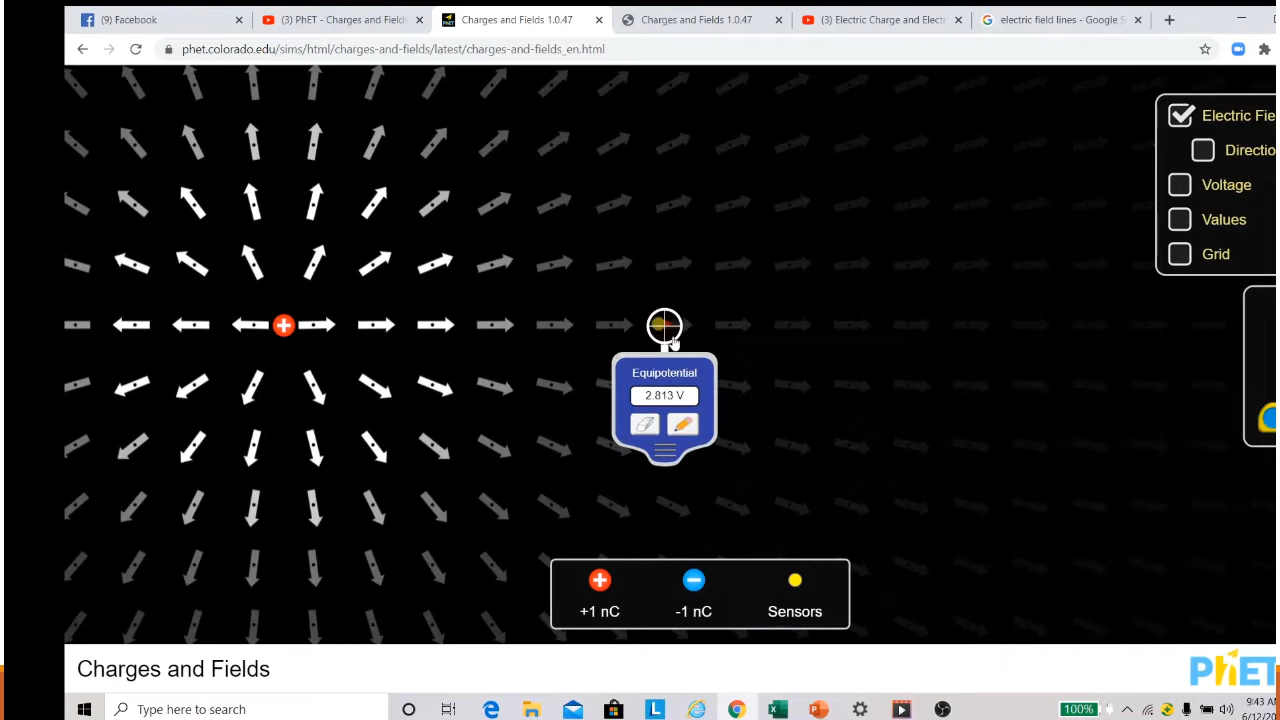 (9) Facebook
(3) PhET - Charges and Fields
Charges and Fields 1.0.47
Charges and Fields 1.0.47
(3) Electric Charge and Electr
electric field lines - Google S
phet.colorado.edu/sims/html/charges-and-fields/latest/charges-and-fields_en.html
Electric Fie
Directio
Voltage
Values
Grid
Equipotential
2.813 V
+1 nC
-1 nC
Sensors
Charges and Fields
PhET
Type here to search
100%
9:43 A